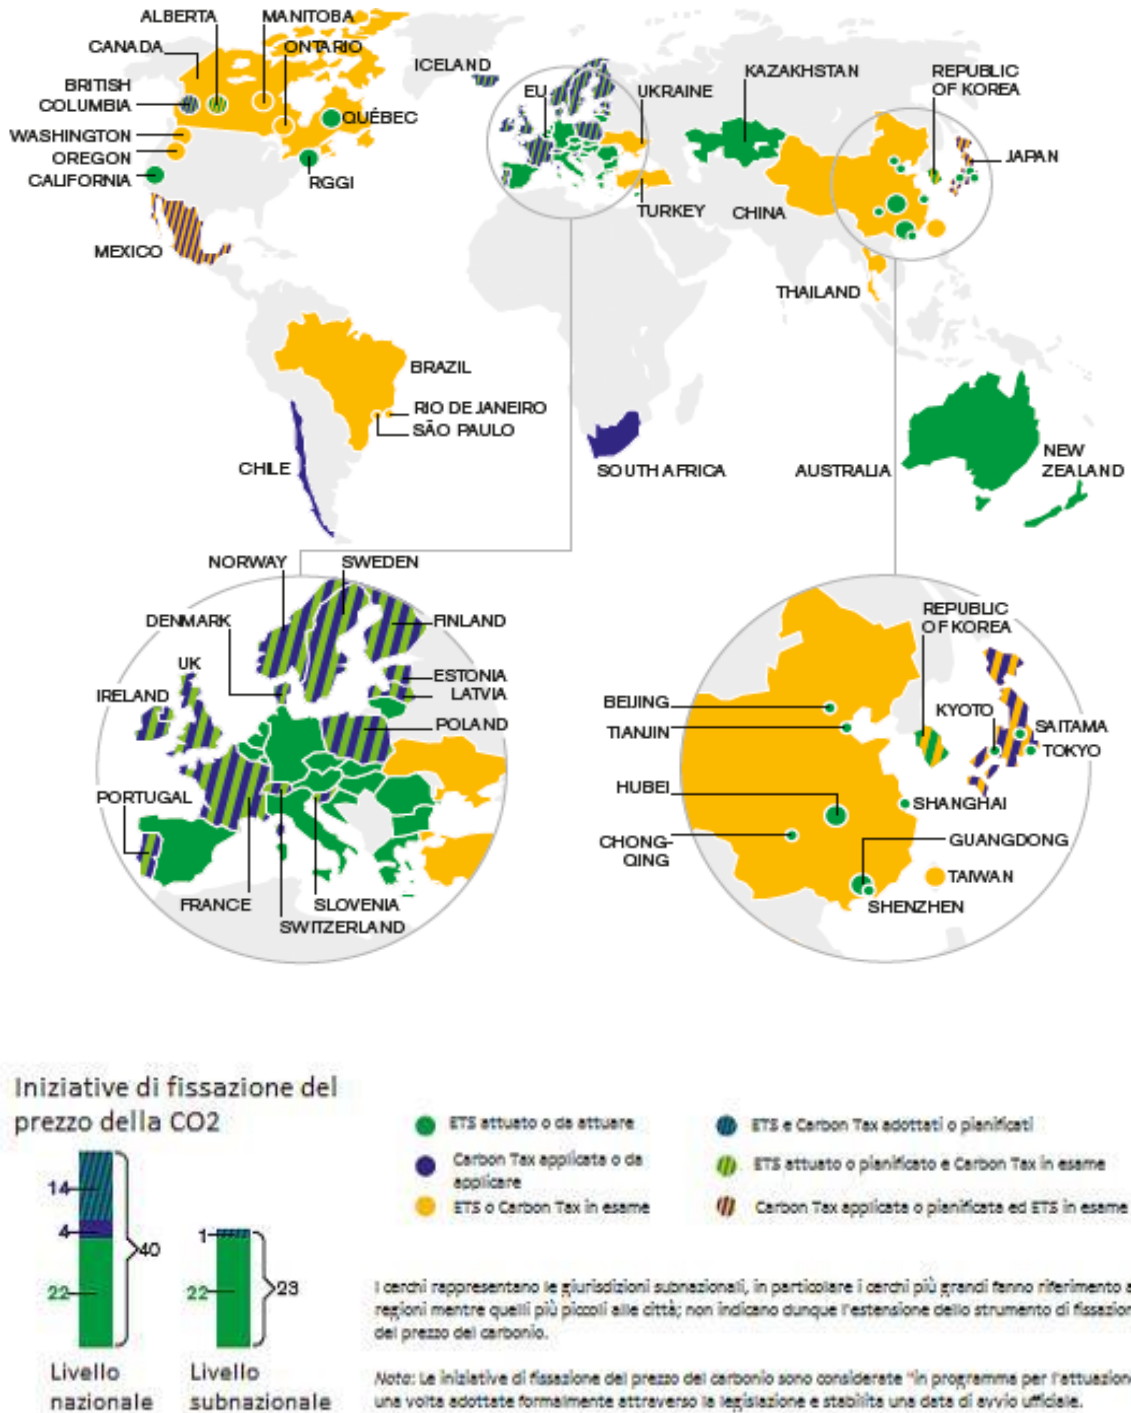 ALBERTA
MANITOBA
CANADA
ONTARIO
BRITISH
COLUMBIA
QUÉBEC
WASHINGTON
OREGON
CALIFORNIA
RGGI
MEXICO
ICELAND
EU
UKRAINE
KAZAKHSTAN
REPUBLIC
OF KOREA
JAPAN
TURKEY
CHINA
THAILAND
BRAZIL
RIO DE JANEIRO
SÃO PAULO
CHILE
SOUTH AFRICA
AUSTRALIA
NEW
ZEALAND
NORWAY
SWEDEN
DENMARK
FINLAND
UK
IRELAND
ESTONIA
LATVIA
POLAND
PORTUGAL
FRANCE
SLOVENIA
SWITZERLAND
REPUBLIC
OF KOREA
BEIJING
TIANJIN
KYOTO
SAITAMA
TOKYO
HUBEI
SHANGHAI
CHONG-
QING
GUANGDONG
TAIWAN
SHENZHEN
Iniziative di fissazione del
prezzo della CO2
14
4
22
40
1
22
23
Livello
nazionale
Livello
subnazionale
ETS attuato o da attuare
Carbon Tax applicata o da
applicare
ETS o Carbon Tax in esame
ETS e Carbon Tax adottati o pianificati
ETS attuato o pianificato e Carbon Tax in esame
Carbon Tax applicata o pianificata ed ETS in esame
I cerchi rappresentano le giurisdizioni subnazionali, in particolare i cerchi più grandi fanno riferimento a
regioni mentre quelli più piccoli alle città; non indicano dunque l'estensione dello strumento di fissazion
del prezzo del carbonio.
Nota: Le iniziative di fissazione del prezzo del carbonio sono considerate "in programma per l'attuazione
una volta adottate formalmente attraverso la legislazione e stabilita una data di avvio ufficiale.